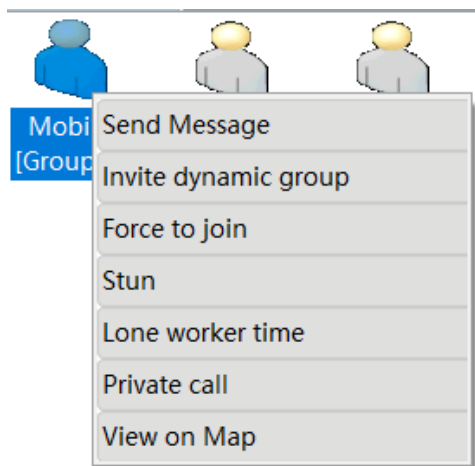 Mobi
[Group
Send Message
Invite dynamic group
Force to join
Stun
Lone worker time
Private call
View on Map